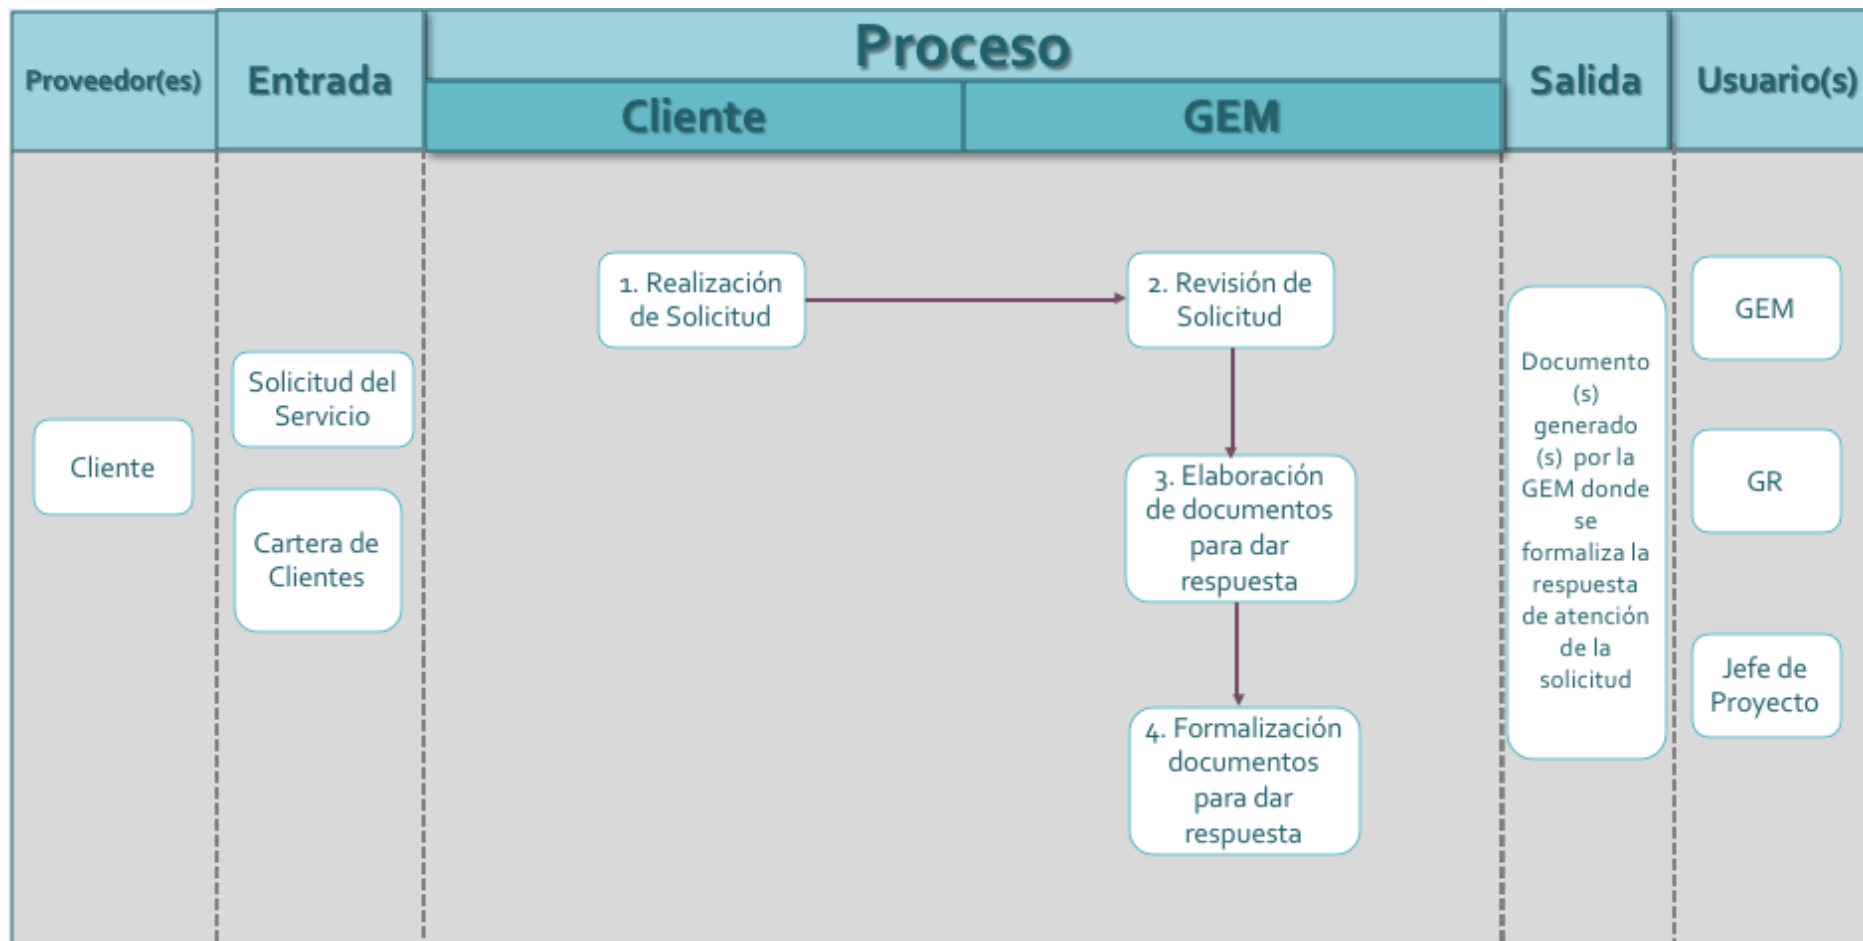 Proveedor(es)
Entrada
Proceso
Cliente
GEM
Salida
Usuario(s)
Cliente
Solicitud del
Servicio
Cartera de
Clientes
1. Realización
de Solicitud
2. Revisión de
Solicitud
3. Elaboración
de documentos
para dar
respuesta
4. Formalización
documentos
para dar
respuesta
Documento
(s)
generado
(s) por la
GEM donde
se
formaliza la
respuesta
de atención
de la
solicitud
GEM
GR
Jefe de
Proyecto